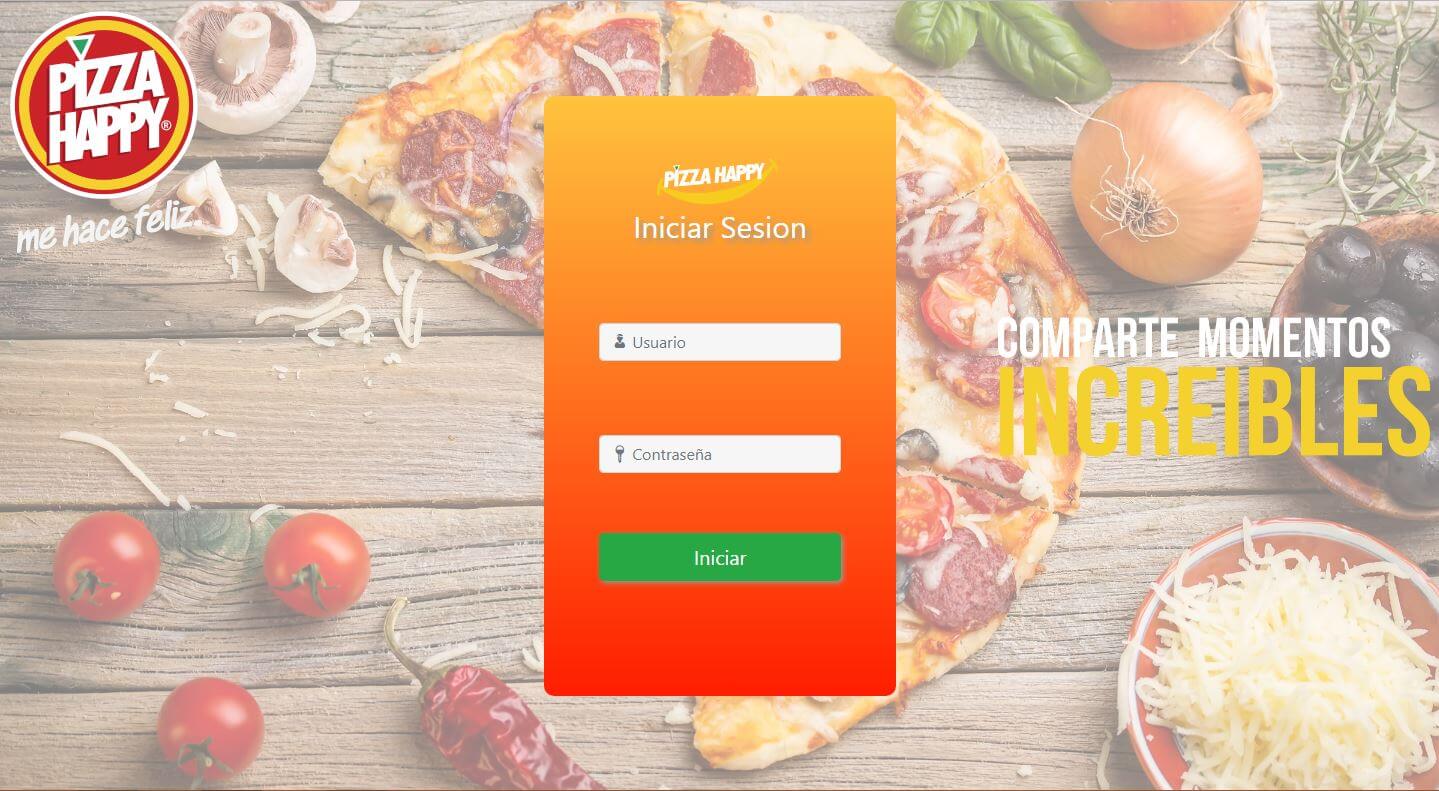 PIZZA
HAPPY®
me hace feliz
PIZZA HAPPY
Iniciar Sesion
Usuario
Contraseña
Iniciar
COMPARTE MOMENTOS
INCREIBLES